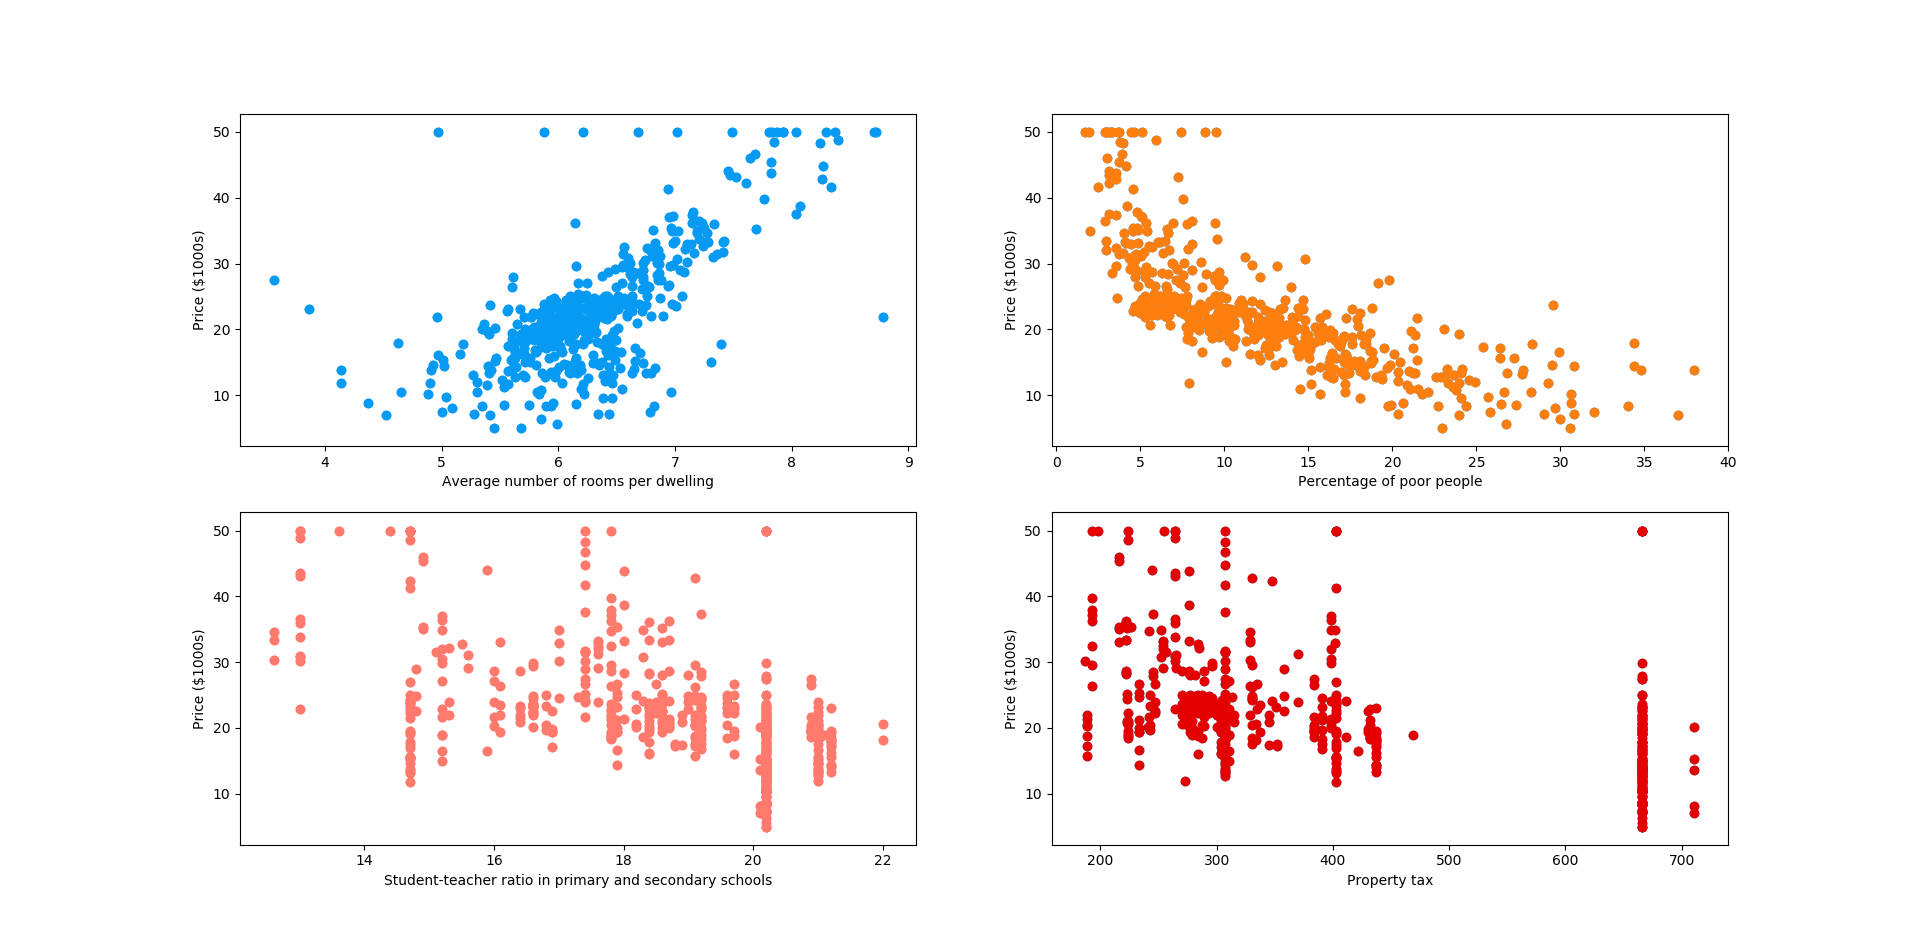 50
40
30
20
10
Price ($1000s)
4 5 6 7 8 9
Average number of rooms per dwelling
50
40
30
20
10
Price ($1000s)
0 5 10 15 20 25 30 35 40
Percentage of poor people
50
40
30
20
10
Price ($1000s)
14 16 18 20 22
Student-teacher ratio in primary and secondary schools
50
40
30
20
10
Price ($1000s)
200 300 400 500 600 700
Property tax